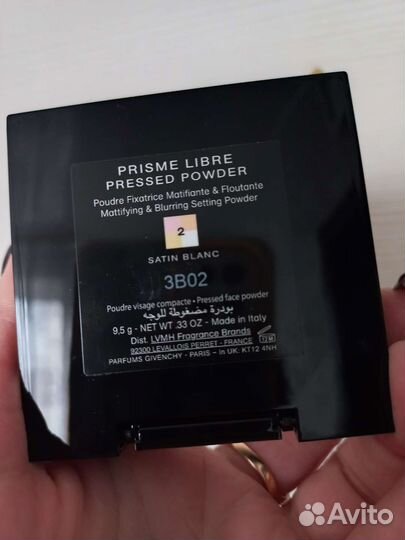 PRISME LIBRE
PRESSED POWDER
Poudre Fixatrice Matifiante & Floutante
Mattifying & Blurring Setting Powder
2
SATIN BLANC
3B02
Poudre visage compacte • Pressed face powder
بودرة مضغوطة للوجه
9,5 g - NET WT .33 OZ - Made in Italy
Dist. LVMH Fragrance Brands
92300 LEVALLOIS PERRET - FRANCE
12 M
PARFUMS GIVENCHY - PARIS - In UK: KT12 4NH
Avito